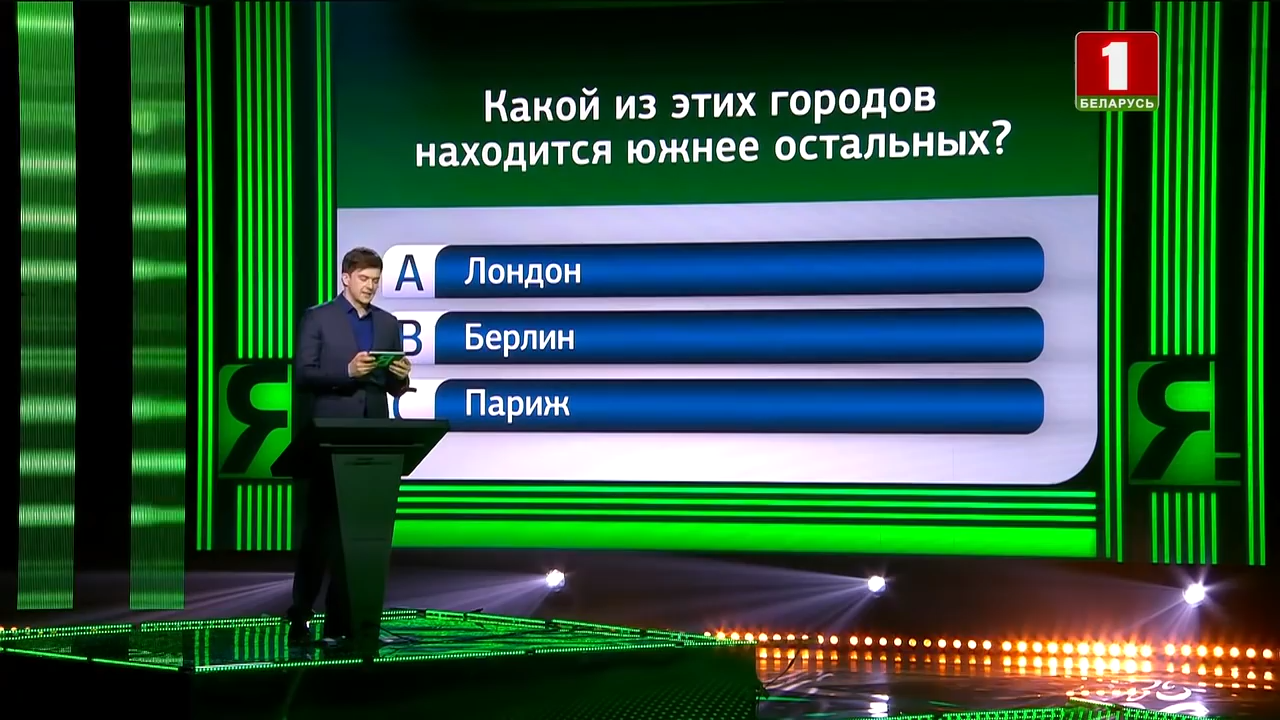 1
БЕЛАРУСЬ
Какой из этих городов
находится южнее остальных?
A Лондон
B Берлин
C Париж
Я
Я